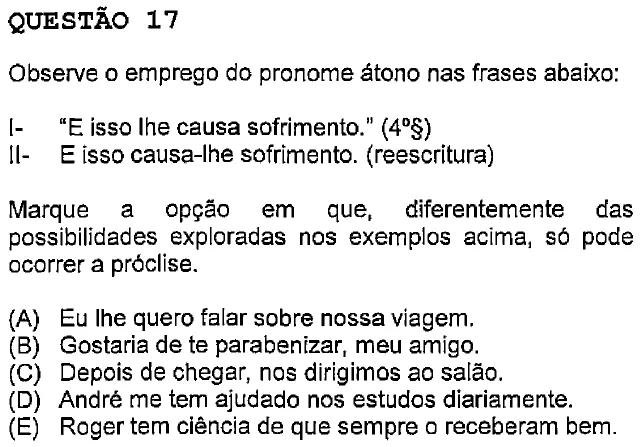 QUESTÃO 17
Observe o emprego do pronome átono nas frases abaixo:
I- "E isso lhe causa sofrimento." (4º§)
II- E isso causa-lhe sofrimento. (reescritura)
Marque a opção em que, diferentemente das
possibilidades exploradas nos exemplos acima, só pode
ocorrer a próclise.
(A) Eu lhe quero falar sobre nossa viagem.
(B) Gostaria de te parabenizar, meu amigo.
(C) Depois de chegar, nos dirigimos ao salão.
(D) André me tem ajudado nos estudos diariamente.
(E) Roger tem ciência de que sempre o receberam bem.